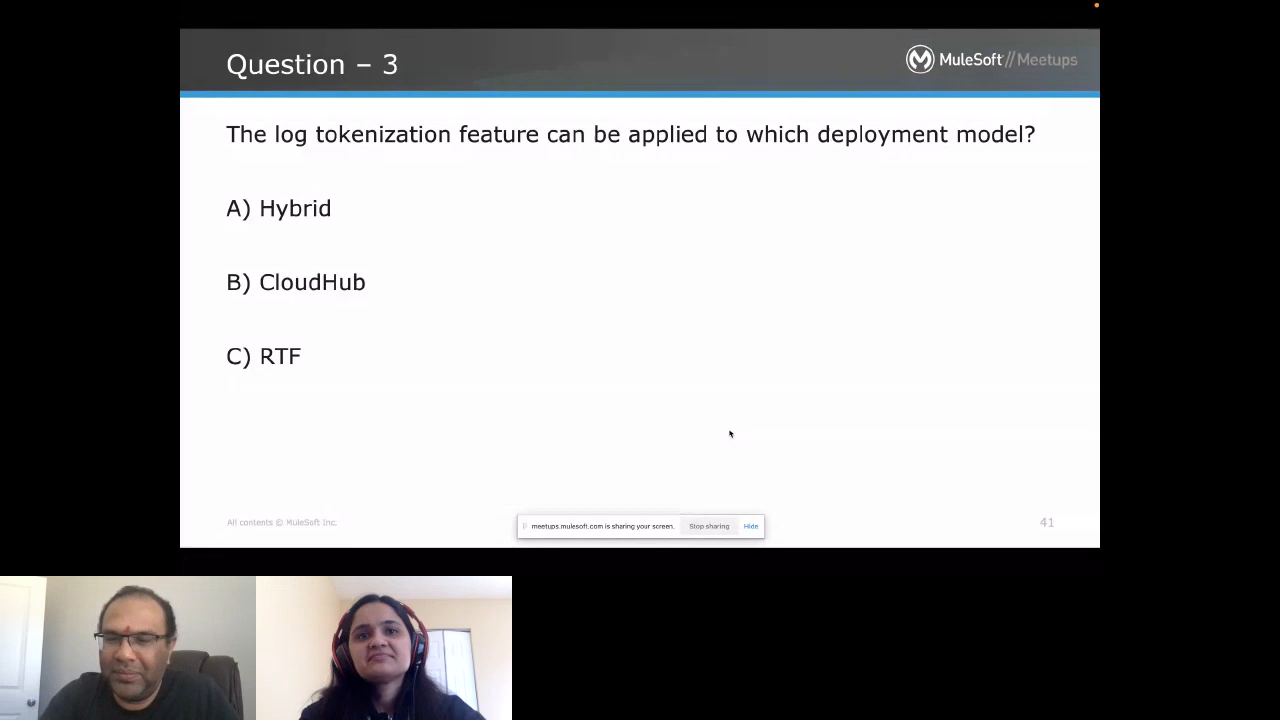 Question – 3
MuleSoft // Meetups
The log tokenization feature can be applied to which deployment model?
A) Hybrid
B) CloudHub
C) RTF
All contents © MuleSoft Inc.
meetups.mulesoft.com is sharing your screen. Stop sharing Hide
41